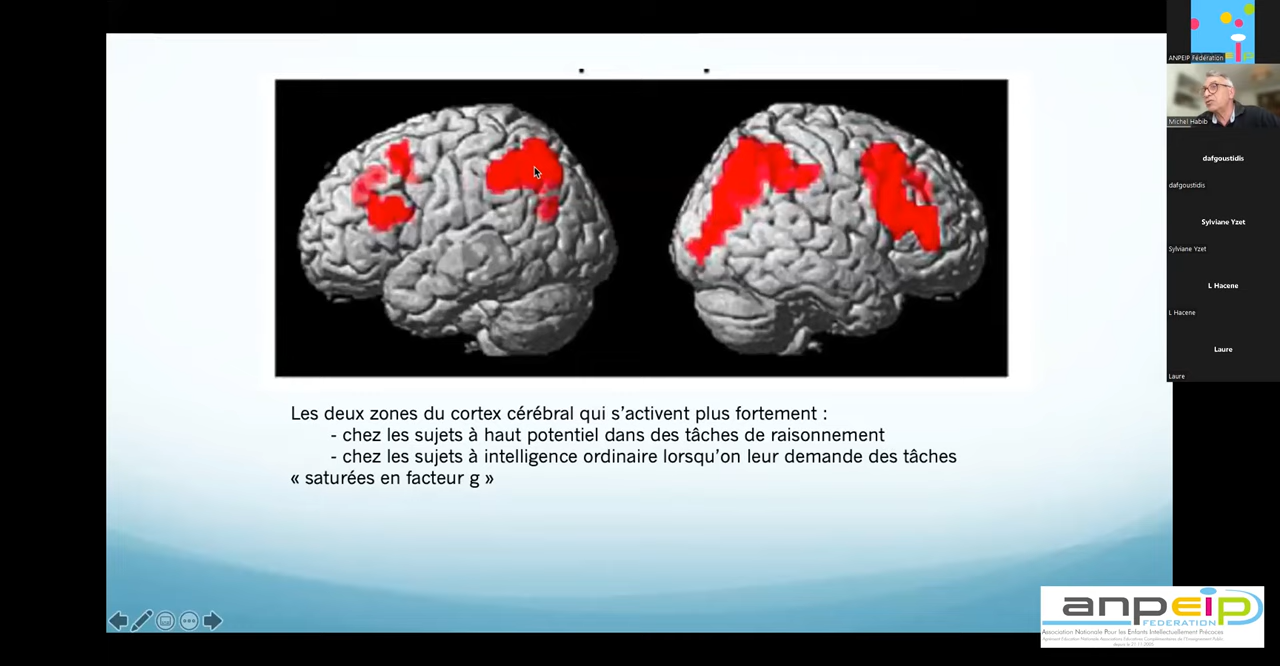 ANPEIP Fédération
Michel Habib
dafgoustidis
dafgoustidis
Sylviane Yzet
Sylviane Yzet
L Hacene
L Hacene
Laure
Laure
Les deux zones du cortex cérébral qui s’activent plus fortement :
- chez les sujets à haut potentiel dans des tâches de raisonnement
- chez les sujets à intelligence ordinaire lorsqu’on leur demande des tâches
« saturées en facteur g »
anpeip
FEDERATION
Association Nationale Pour les Enfants Intellectuellement Précoces